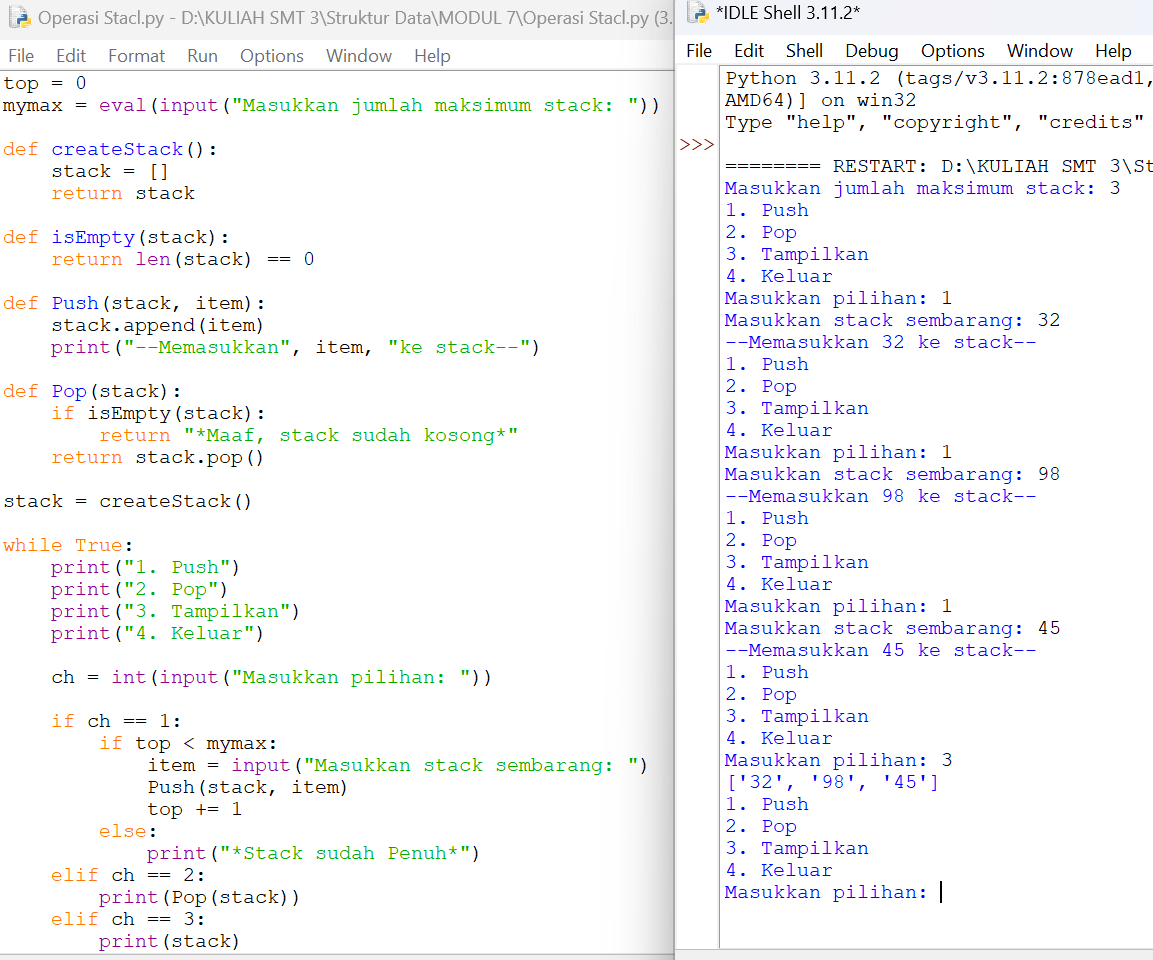 Operasi Stacl.py - D:\KULIAH SMT 3\Struktur Data\MODUL 7\Operasi Stacl.py (3.
File Edit Format Run Options Window Help
top = 0
mymax = eval(input("Masukkan jumlah maksimum stack: "))
def createStack():
    stack = []
    return stack
def isEmpty(stack):
    return len(stack) == 0
def Push(stack, item):
    stack.append(item)
    print("--Memasukkan", item, "ke stack--")
def Pop(stack):
    if isEmpty(stack):
        return "*Maaf, stack sudah kosong*"
    return stack.pop()
stack = createStack()
while True:
    print("1. Push")
    print("2. Pop")
    print("3. Tampilkan")
    print("4. Keluar")
    ch = int(input("Masukkan pilihan: "))
    if ch == 1:
        if top < mymax:
            item = input("Masukkan stack sembarang: ")
            Push(stack, item)
            top += 1
        else:
            print("*Stack sudah Penuh*")
    elif ch == 2:
        print(Pop(stack))
    elif ch == 3:
        print(stack)
*IDLE Shell 3.11.2*
File Edit Shell Debug Options Window Help
Python 3.11.2 (tags/v3.11.2:878ead1,
AMD64)] on win32
Type "help", "copyright", "credits"
>>>
======== RESTART: D:\KULIAH SMT 3\St
Masukkan jumlah maksimum stack: 3
1. Push
2. Pop
3. Tampilkan
4. Keluar
Masukkan pilihan: 1
Masukkan stack sembarang: 32
--Memasukkan 32 ke stack--
1. Push
2. Pop
3. Tampilkan
4. Keluar
Masukkan pilihan: 1
Masukkan stack sembarang: 98
--Memasukkan 98 ke stack--
1. Push
2. Pop
3. Tampilkan
4. Keluar
Masukkan pilihan: 1
Masukkan stack sembarang: 45
--Memasukkan 45 ke stack--
1. Push
2. Pop
3. Tampilkan
4. Keluar
Masukkan pilihan: 3
['32', '98', '45']
1. Push
2. Pop
3. Tampilkan
4. Keluar
Masukkan pilihan: